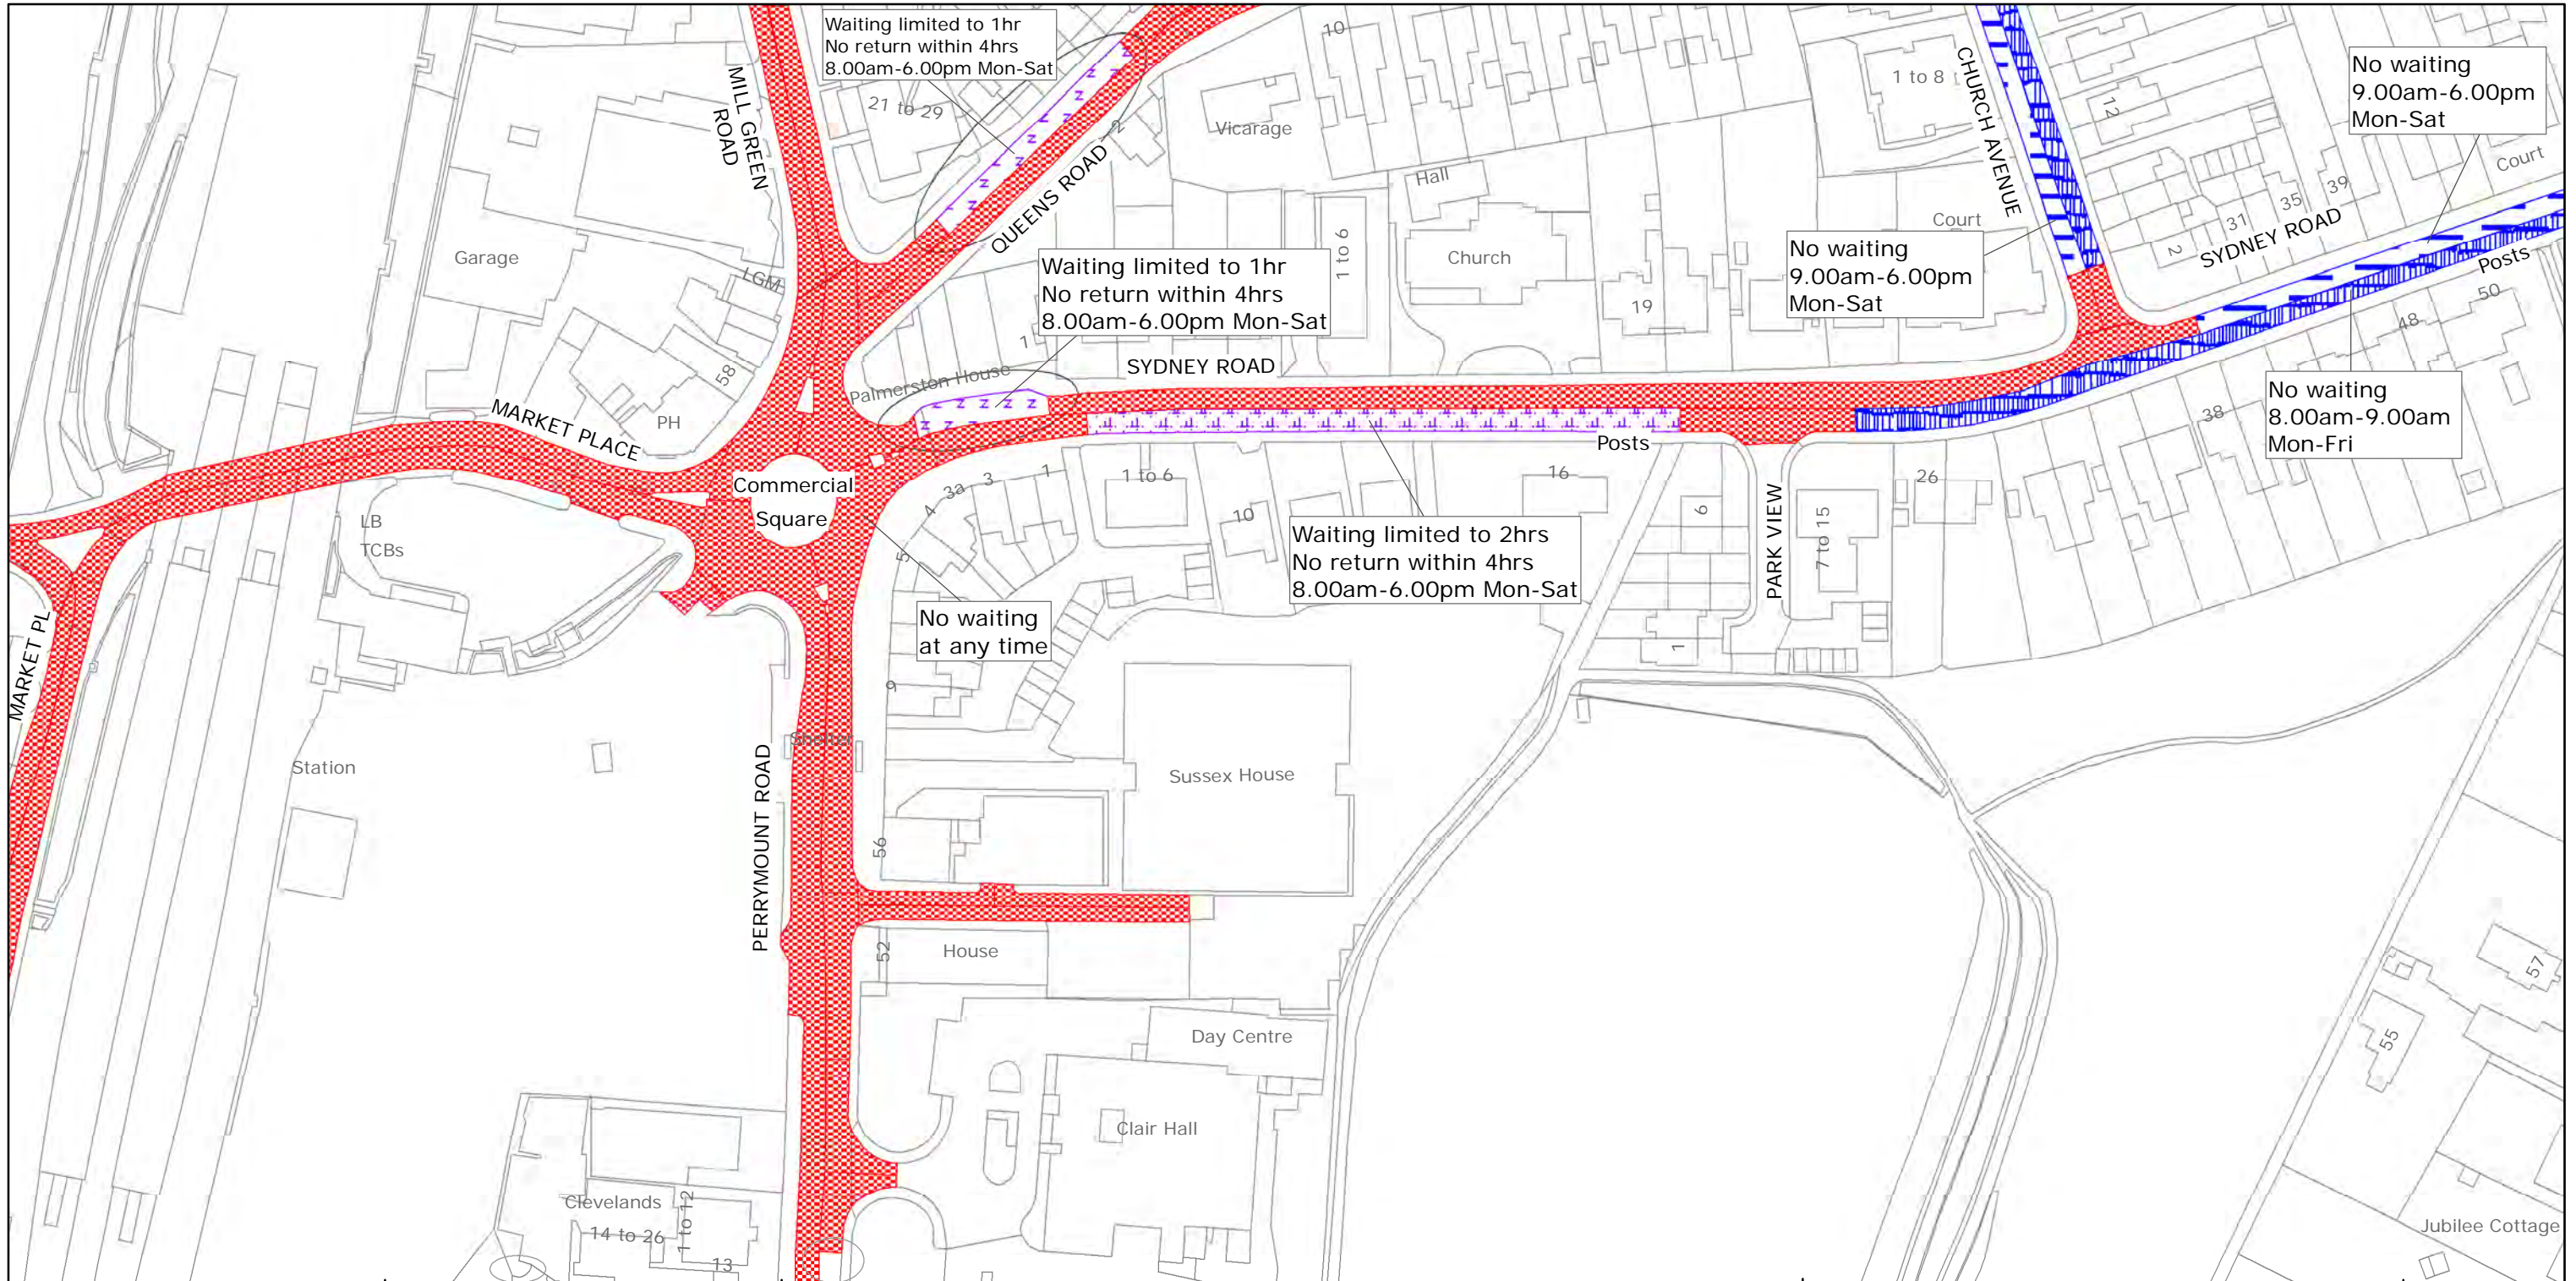 Waiting limited to 1hr
No return within 4hrs
8.00am-6.00pm Mon-Sat
10
MILL GREEN
ROAD
21 to 29
2
Vicarage
QUEENS ROAD
Hall
Church
1 to 6
CHURCH AVENUE
1 to 8
12
No waiting
9.00am-6.00pm
Mon-Sat
Court
39
35
31
2
SYDNEY ROAD
Court
No waiting
9.00am-6.00pm
Mon-Sat
Posts
50
48
Garage
LGM
Waiting limited to 1hr
No return within 4hrs
8.00am-6.00pm Mon-Sat
19
1
Palmerston House
SYDNEY ROAD
58
PH
MARKET PLACE
No waiting
8.00am-9.00am
Mon-Fri
38
Posts
Commercial
Square
LB
TCBs
1
3
3a
4
5
1 to 6
10
16
6
PARK VIEW
7 to 15
26
Waiting limited to 2hrs
No return within 4hrs
8.00am-6.00pm Mon-Sat
No waiting
at any time
1
MARKET PL
9
Station
Shelter
PERRYMOUNT ROAD
Sussex House
56
52
House
57
55
Day Centre
Clair Hall
Clevelands
14 to 26
1 to 12
13
Jubilee Cottage